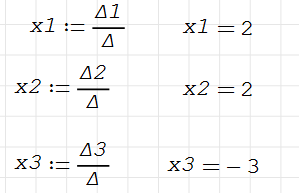 x1 := Δ1/Δ x1 = 2
x2 := Δ2/Δ x2 = 2
x3 := Δ3/Δ x3 = - 3